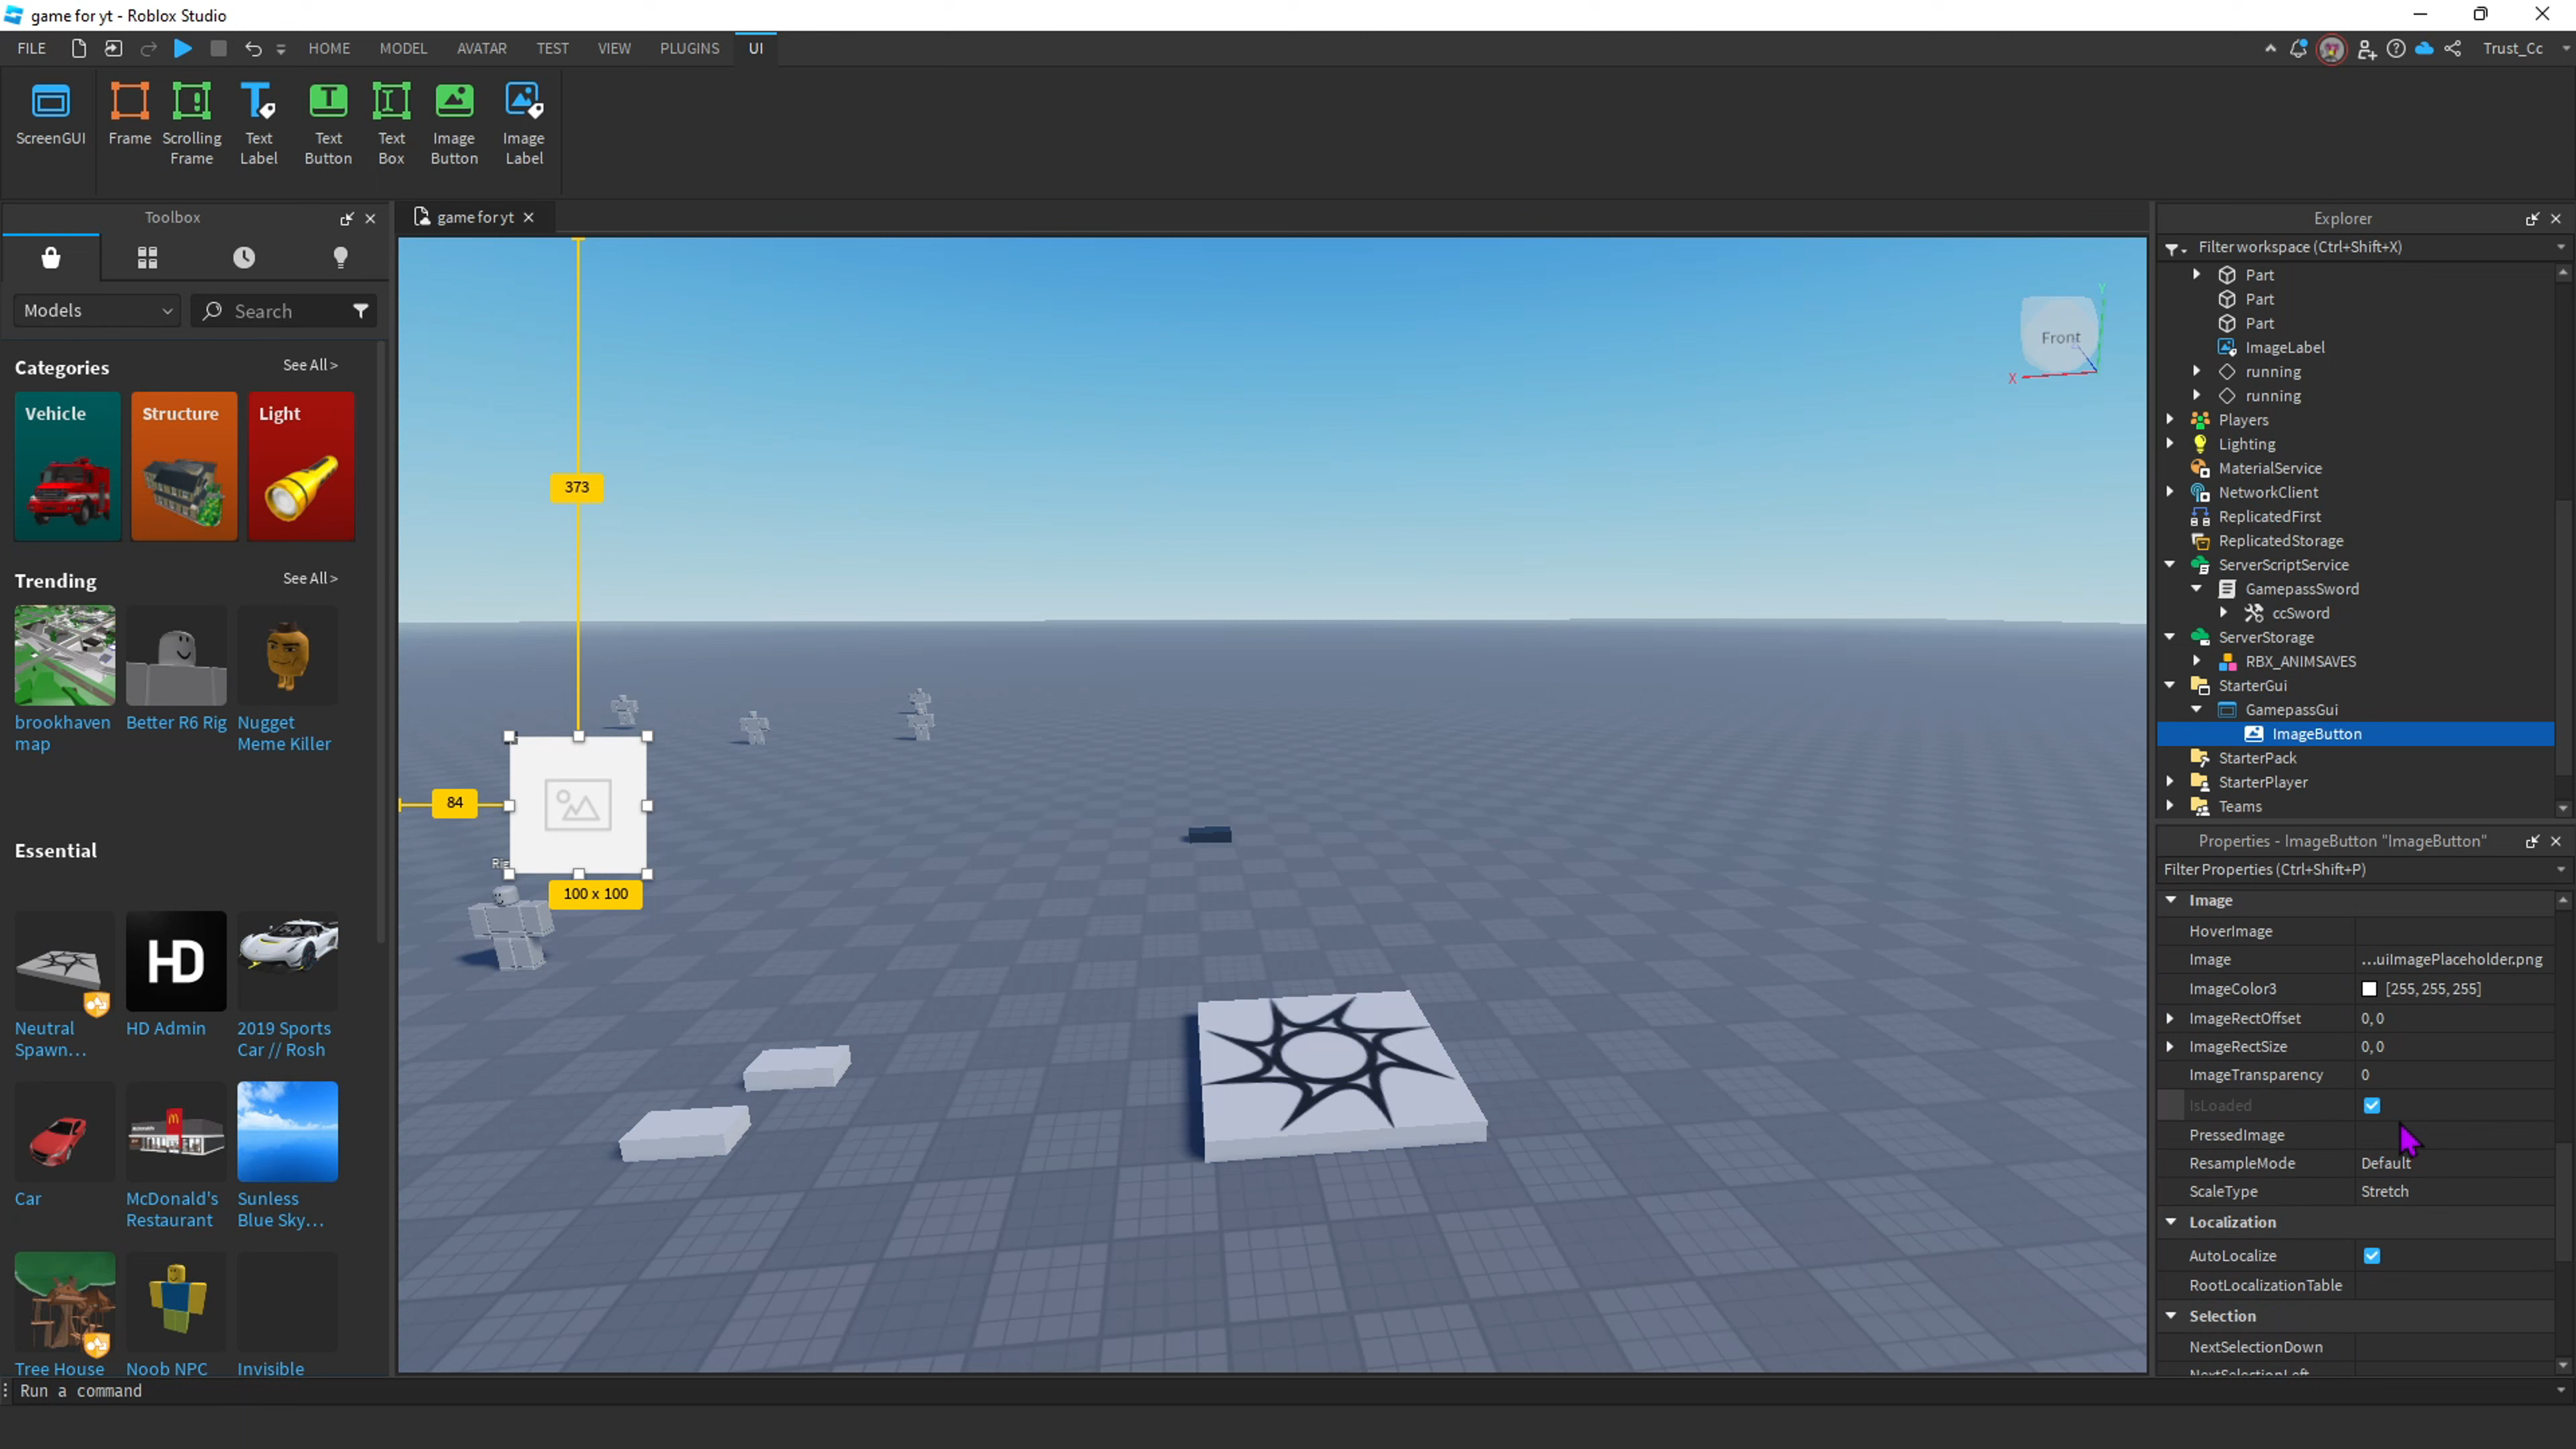 game for yt - Roblox Studio
FILE HOME MODEL AVATAR TEST VIEW PLUGINS UI Trust_Cc
ScreenGUI
Frame
Scrolling
Frame
Text
Label
Text
Button
Text
Box
Image
Button
Image
Label
Toolbox
Models
Search
Categories
See All >
Vehicle
Structure
Light
Trending
See All >
brookhaven
map
Better R6 Rig
Nugget
Meme Killer
Essential
HD
Neutral
Spawn...
HD Admin
2019 Sports
Car // Rosh
Car
McDonald's
Restaurant
Sunless
Blue Sky...
Tree House
Noob NPC
Invisible
game for yt
373
84
100 x 100
Front
X
Y
Explorer
Filter workspace (Ctrl+Shift+X)
Part
Part
Part
ImageLabel
running
running
Players
Lighting
MaterialService
NetworkClient
ReplicatedFirst
ReplicatedStorage
ServerScriptService
GamepassSword
ccSword
ServerStorage
RBX_ANIMSAVES
StarterGui
GamepassGui
ImageButton
StarterPack
StarterPlayer
Teams
Properties - ImageButton "ImageButton"
Filter Properties (Ctrl+Shift+P)
Image
HoverImage
Image ...uiImagePlaceholder.png
ImageColor3 [255, 255, 255]
ImageRectOffset 0, 0
ImageRectSize 0, 0
ImageTransparency 0
IsLoaded
PressedImage
ResampleMode Default
ScaleType Stretch
Localization
AutoLocalize
RootLocalizationTable
Selection
NextSelectionDown
NextSelectionLeft
Run a command